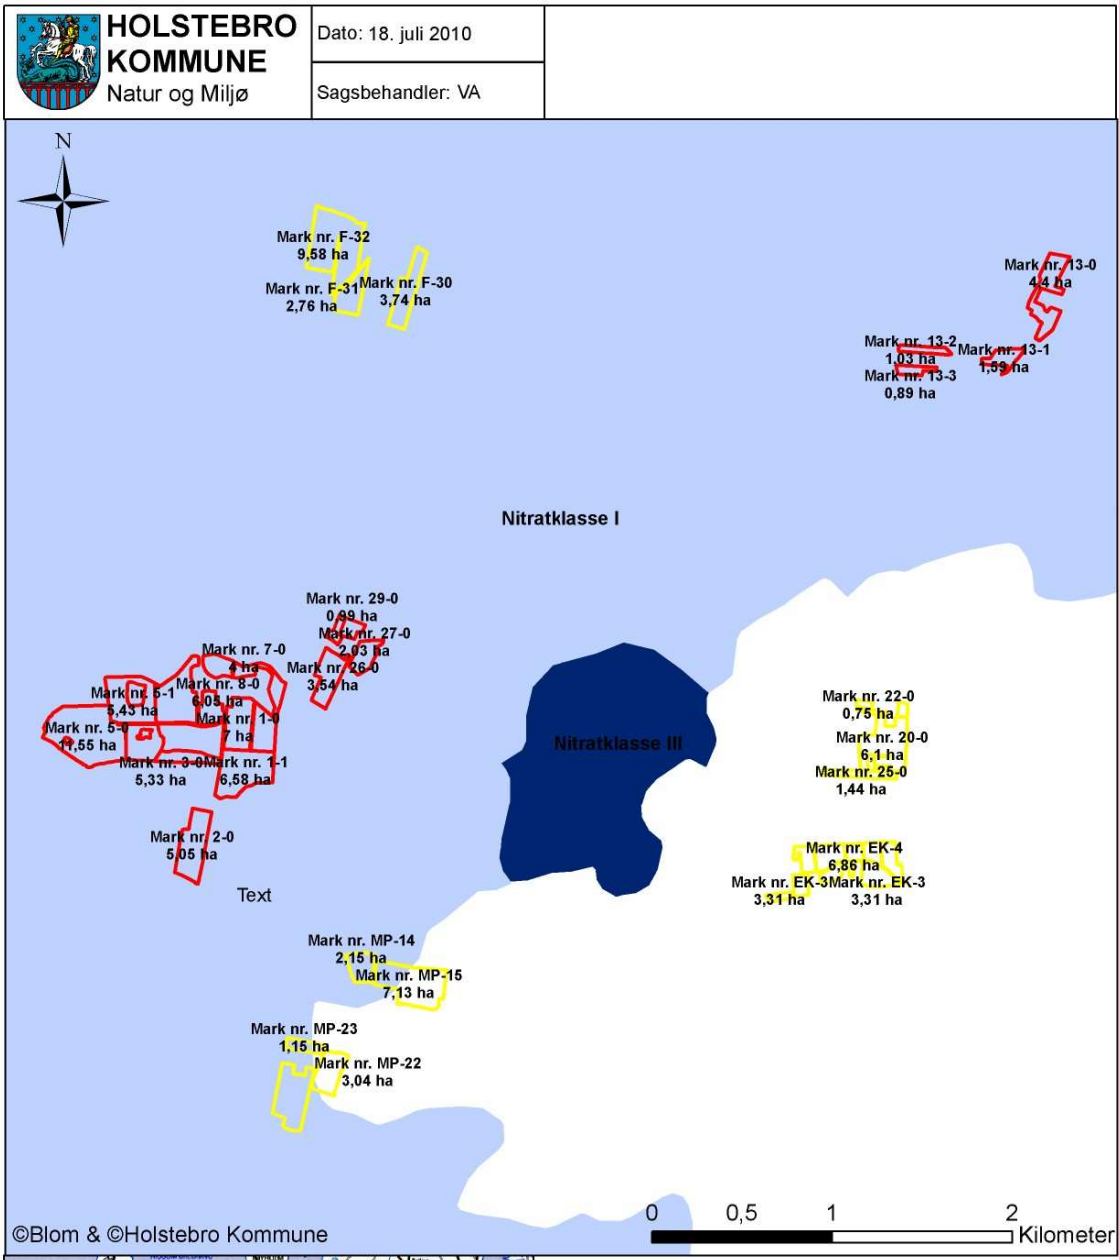 HOLSTEBRO
KOMMUNE
Natur og Miljø
Dato: 18. juli 2010
Sagsbehandler: VA
N
Mark nr. F-32
9,58 ha
Mark nr. F-31
2,76 ha
Mark nr. F-30
3,74 ha
Mark nr. 13-0
4,4 ha
Mark nr. 13-2
1,03 ha
Mark nr. 13-1
1,59 ha
Mark nr. 13-3
0,89 ha
Nitratklasse I
Mark nr. 29-0
0,99 ha
Mark nr. 27-0
2,03 ha
Mark nr. 26-0
3,54 ha
Mark nr. 7-0
4 ha
Mark nr. 8-0
6,05 ha
Mark nr. 5-1
5,43 ha
Mark nr. 1-0
7 ha
Mark nr. 5-0
11,55 ha
Mark nr. 3-0
5,33 ha
Mark nr. 1-1
6,58 ha
Mark nr. 2-0
5,05 ha
Text
Nitratklasse III
Mark nr. 22-0
0,75 ha
Mark nr. 20-0
6,1 ha
Mark nr. 25-0
1,44 ha
Mark nr. EK-4
6,86 ha
Mark nr. EK-3
3,31 ha
Mark nr. EK-3
3,31 ha
Mark nr. MP-14
2,15 ha
Mark nr. MP-15
7,13 ha
Mark nr. MP-23
1,15 ha
Mark nr. MP-22
3,04 ha
0 0,5 1 2
Kilometer
©Blom & ©Holstebro Kommune